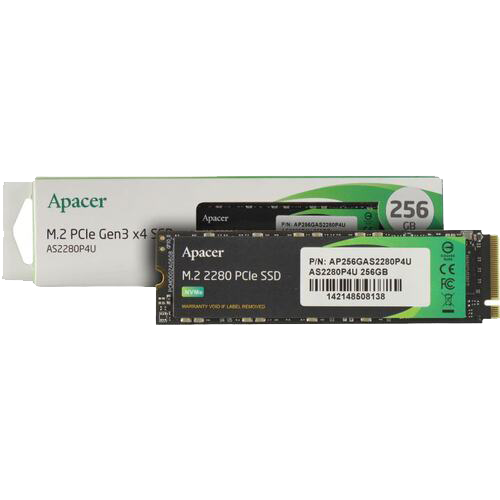 Apacer
M.2 PCIe Gen3 x4 SSD
AS2280P4U
Apacer
256
GB
Apacer
M.2 2280 PCIe SSD
NVMe
WARRANTY VOID IF LABEL REMOVED
P/N: AP256GAS2280P4U
AS2280P4U 256GB
142148508138